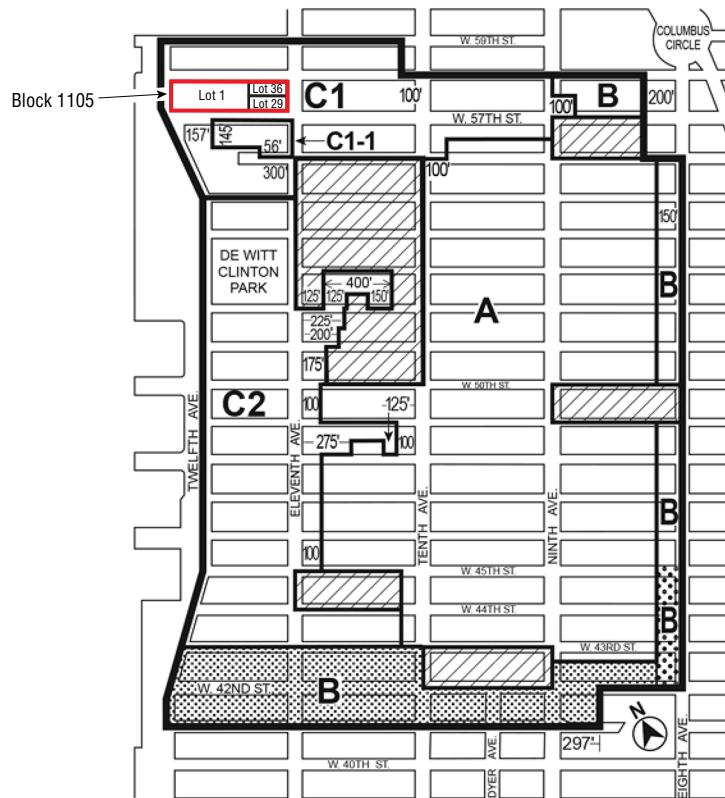 W. 59TH ST.
COLUMBUS
CIRCLE
Block 1105
Lot 1
Lot 36
Lot 29
C1
100'
100'
B
200'
W. 57TH ST.
157'
145'
56'
C1-1
300'
100'
150'
DE WITT
CLINTON
PARK
400'
125'
125'
150'
B
A
225'
200'
175'
W. 50TH ST.
C2
100
125'
275'
100
TWELFTH AVE.
ELEVENTH AVE.
TENTH AVE.
NINTH AVE.
B
100
W. 45TH ST.
W. 44TH ST.
B
W. 43RD ST.
W. 42ND ST.
B
N
297'
W. 40TH ST.
DYER AVE.
EIGHTH AVE.